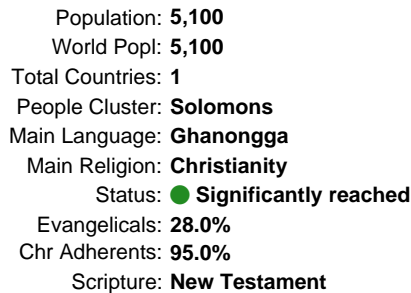 Population: 5,100
World Popl: 5,100
Total Countries: 1
People Cluster: Solomons
Main Language: Ghanongga
Main Religion: Christianity
Status: Significantly reached
Evangelicals: 28.0%
Chr Adherents: 95.0%
Scripture: New Testament